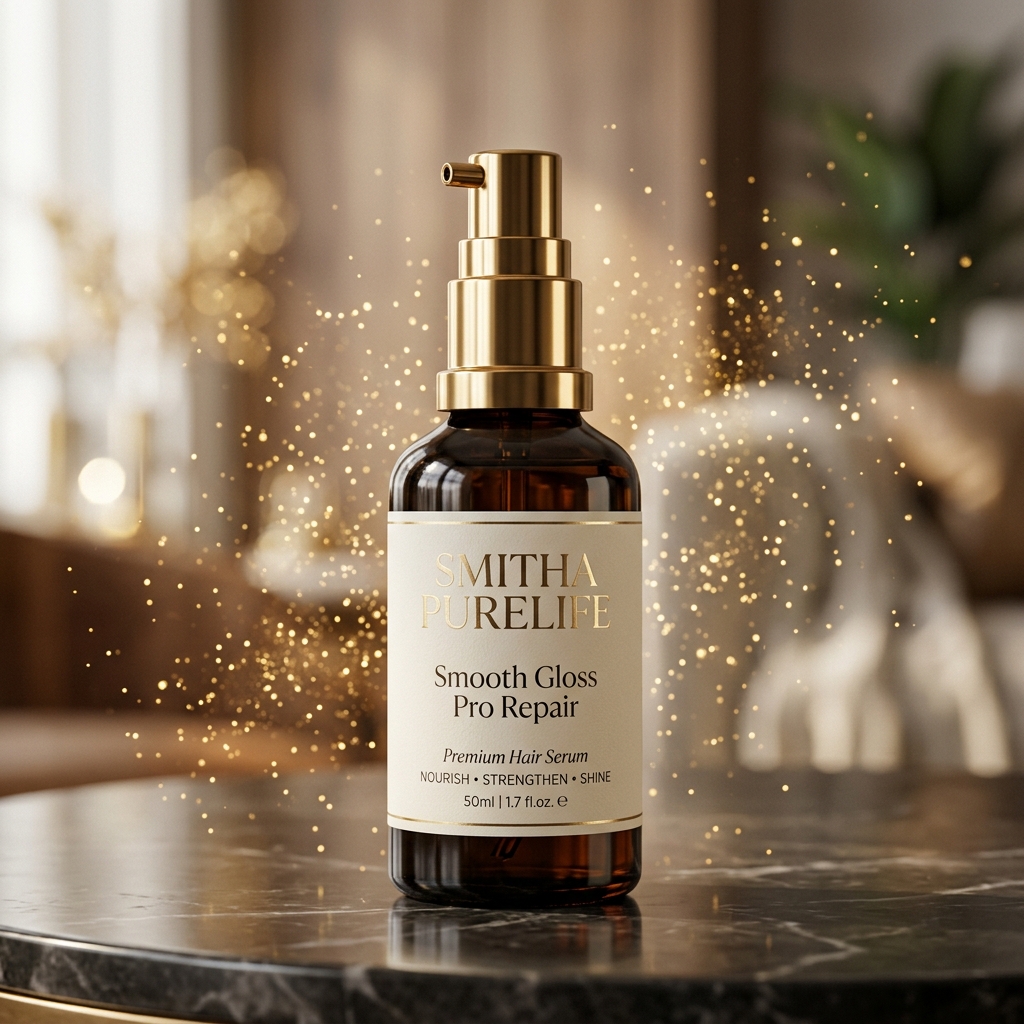 SMITHA
PURELIFE
Smooth Gloss
Pro Repair
Premium Hair Serum
NOURISH • STRENGTHEN • SHINE
50ml | 1.7 fl.oz. ℮